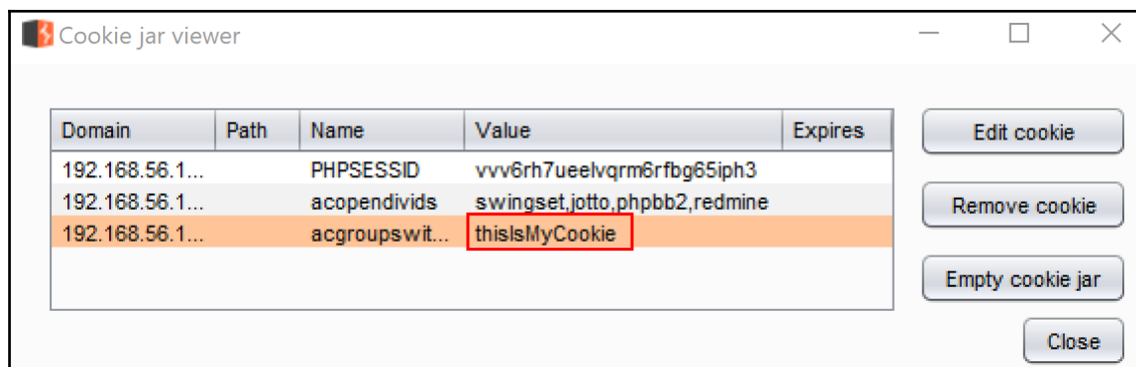 Cookie jar viewer
Domain Path Name Value Expires
192.168.56.1... PHPSESSID vvv6rh7ueelvqrm6rfbg65iph3
192.168.56.1... acopendivids swingset,jotto,phpbb2,redmine
192.168.56.1... acgroupswit... thisIsMyCookie
Edit cookie
Remove cookie
Empty cookie jar
Close